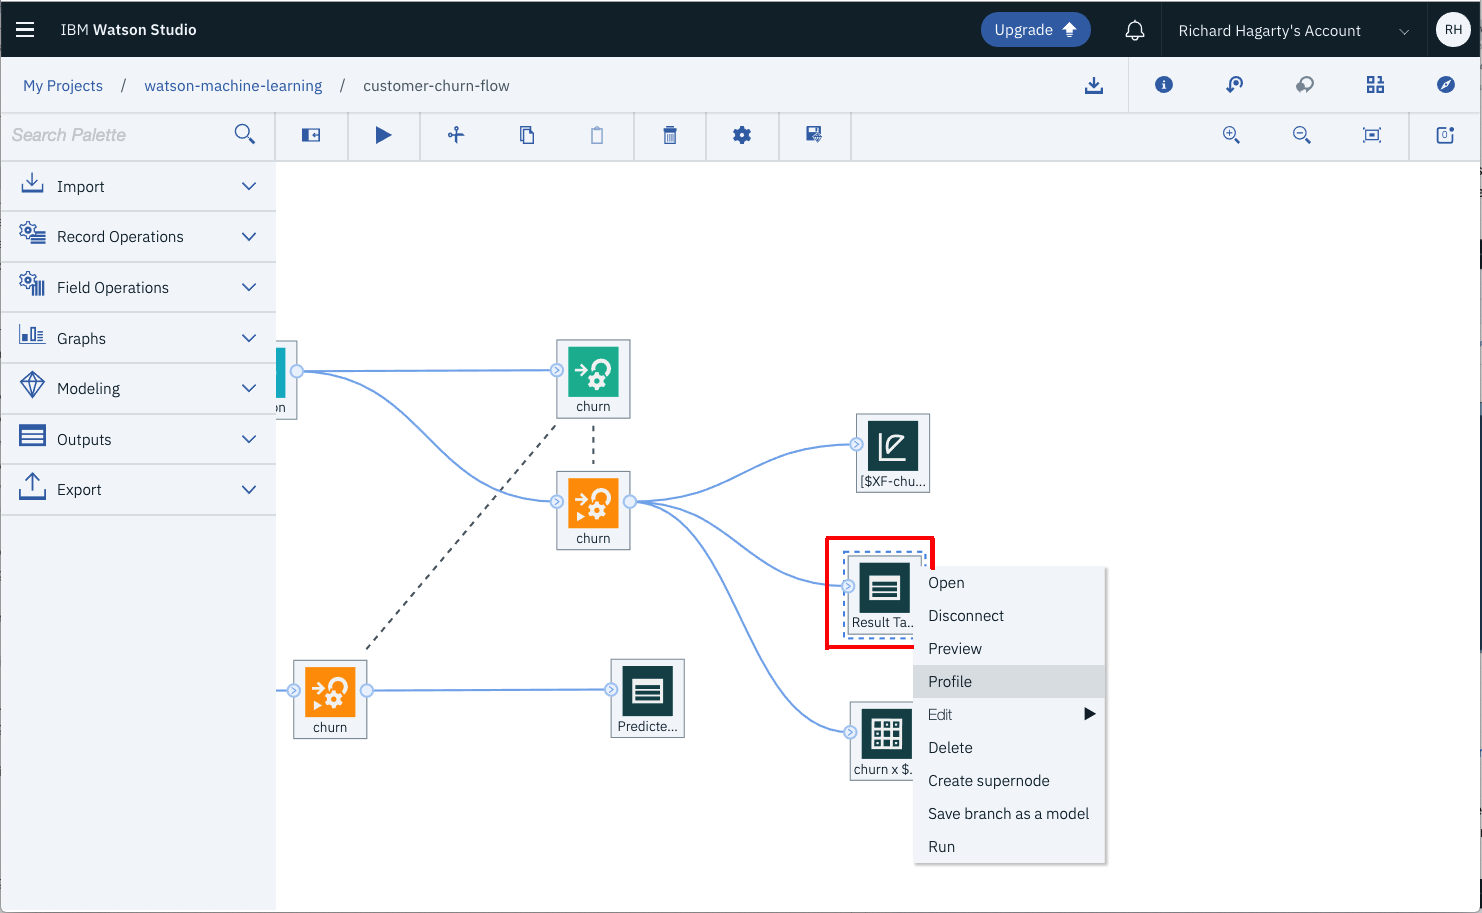 IBM Watson Studio
Upgrade
Richard Hagarty's Account
RH
My Projects / watson-machine-learning / customer-churn-flow
Search Palette
Import
Record Operations
Field Operations
Graphs
Modeling
Outputs
Export
on
churn
churn
[$XF-chu...
Result Ta...
churn
Predicte...
churn x $.
Open
Disconnect
Preview
Profile
Edit
Delete
Create supernode
Save branch as a model
Run
0